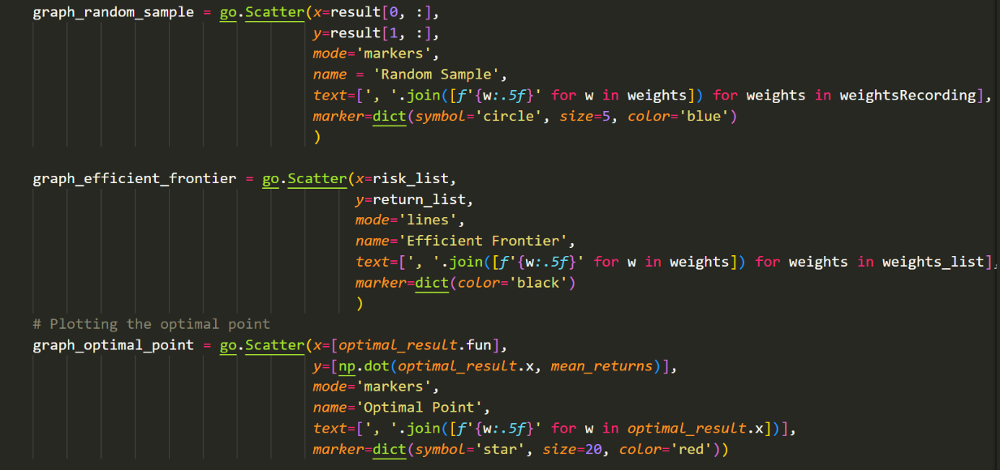 graph_random_sample = go.Scatter(x=result[0, :],
y=result[1, :],
mode='markers',
name = 'Random Sample',
text=[', '.join([f'{w:.5f}' for w in weights]) for weights in weightsRecording],
marker=dict(symbol='circle', size=5, color='blue')
)
graph_efficient_frontier = go.Scatter(x=risk_list,
y=return_list,
mode='lines',
name='Efficient Frontier',
text=[', '.join([f'{w:.5f}' for w in weights]) for weights in weights_list],
marker=dict(color='black')
)
# Plotting the optimal point
graph_optimal_point = go.Scatter(x=[optimal_result.fun],
y=[np.dot(optimal_result.x, mean_returns)],
mode='markers',
name='Optimal Point',
text=[', '.join([f'{w:.5f}' for w in optimal_result.x])],
marker=dict(symbol='star', size=20, color='red'))